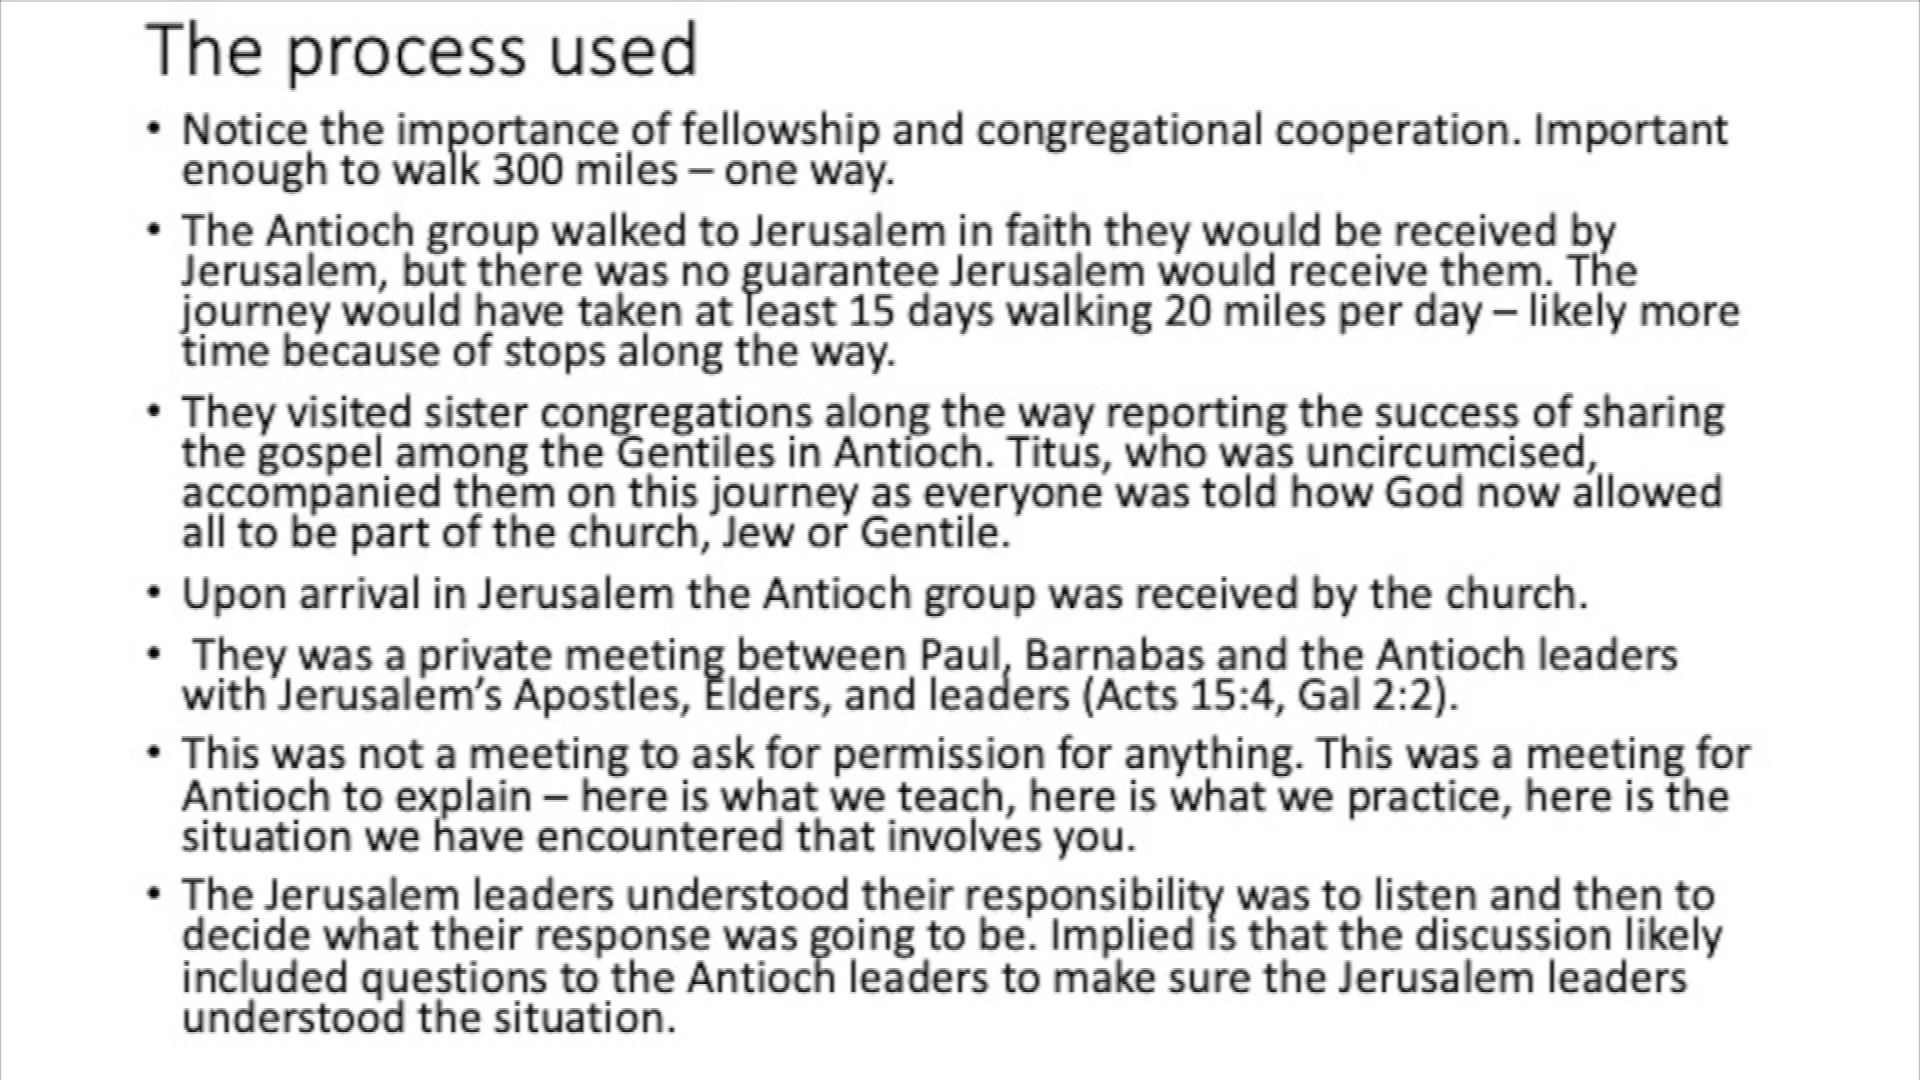 The process used
• Notice the importance of fellowship and congregational cooperation. Important
enough to walk 300 miles – one way.
• The Antioch group walked to Jerusalem in faith they would be received by
Jerusalem, but there was no guarantee Jerusalem would receive them. The
journey would have taken at least 15 days walking 20 miles per day – likely more
time because of stops along the way.
• They visited sister congregations along the way reporting the success of sharing
the gospel among the Gentiles in Antioch. Titus, who was uncircumcised,
accompanied them on this journey as everyone was told how God now allowed
all to be part of the church, Jew or Gentile.
• Upon arrival in Jerusalem the Antioch group was received by the church.
• They was a private meeting between Paul, Barnabas and the Antioch leaders
with Jerusalem’s Apostles, Elders, and leaders (Acts 15:4, Gal 2:2).
• This was not a meeting to ask for permission for anything. This was a meeting for
Antioch to explain – here is what we teach, here is what we practice, here is the
situation we have encountered that involves you.
• The Jerusalem leaders understood their responsibility was to listen and then to
decide what their response was going to be. Implied is that the discussion likely
included questions to the Antioch leaders to make sure the Jerusalem leaders
understood the situation.